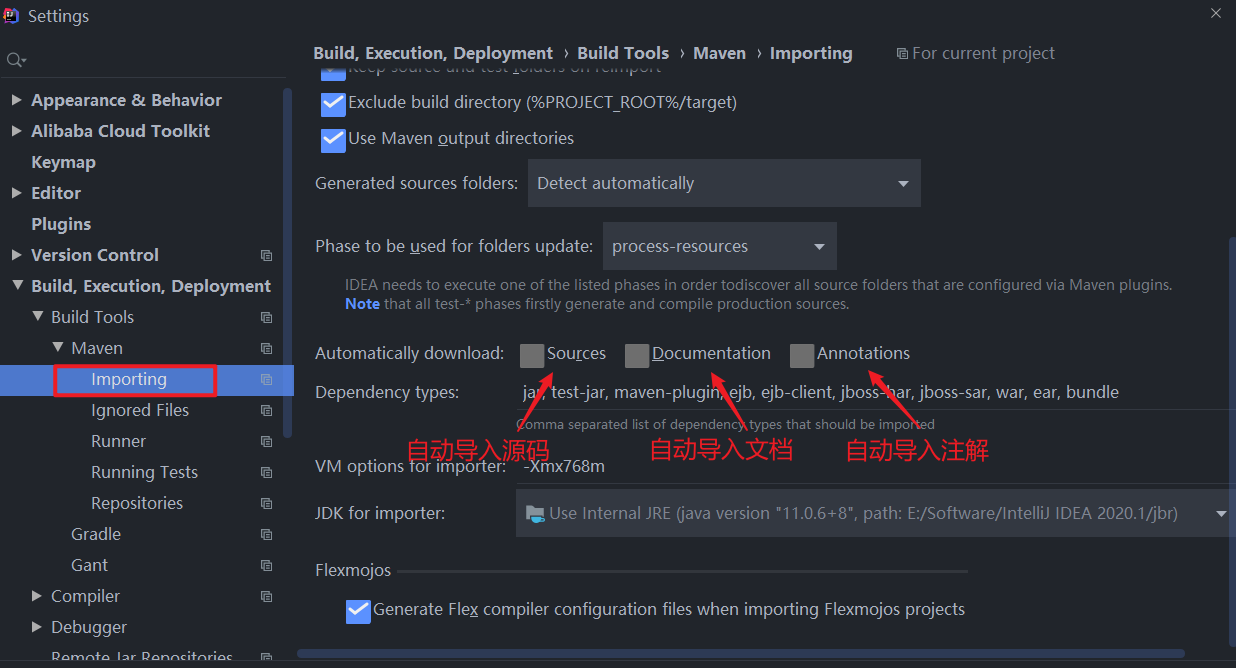 Settings
Appearance & Behavior
Alibaba Cloud Toolkit
Keymap
Editor
Plugins
Version Control
Build, Execution, Deployment
Build Tools
Maven
Importing
Ignored Files
Runner
Running Tests
Repositories
Gradle
Gant
Compiler
Debugger
Remote Jar Repositories
Build, Execution, Deployment › Build Tools › Maven › Importing
For current project
Keep source and test folders on reimport
Exclude build directory (%PROJECT_ROOT%/target)
Use Maven output directories
Generated sources folders: Detect automatically
Phase to be used for folders update: process-resources
IDEA needs to execute one of the listed phases in order todiscover all source folders that are configured via Maven plugins.
Note that all test-* phases firstly generate and compile production sources.
Automatically download: Sources Documentation Annotations
Dependency types: jar, test-jar, maven-plugin, ejb, ejb-client, jboss-har, jboss-sar, war, ear, bundle
Comma separated list of dependency types that should be imported
自动导入源码 自动导入文档 自动导入注解
VM options for importer: -Xmx768m
JDK for importer: Use Internal JRE (java version "11.0.6+8", path: E:/Software/IntelliJ IDEA 2020.1/jbr)
Flexmojos
Generate Flex compiler configuration files when importing Flexmojos projects